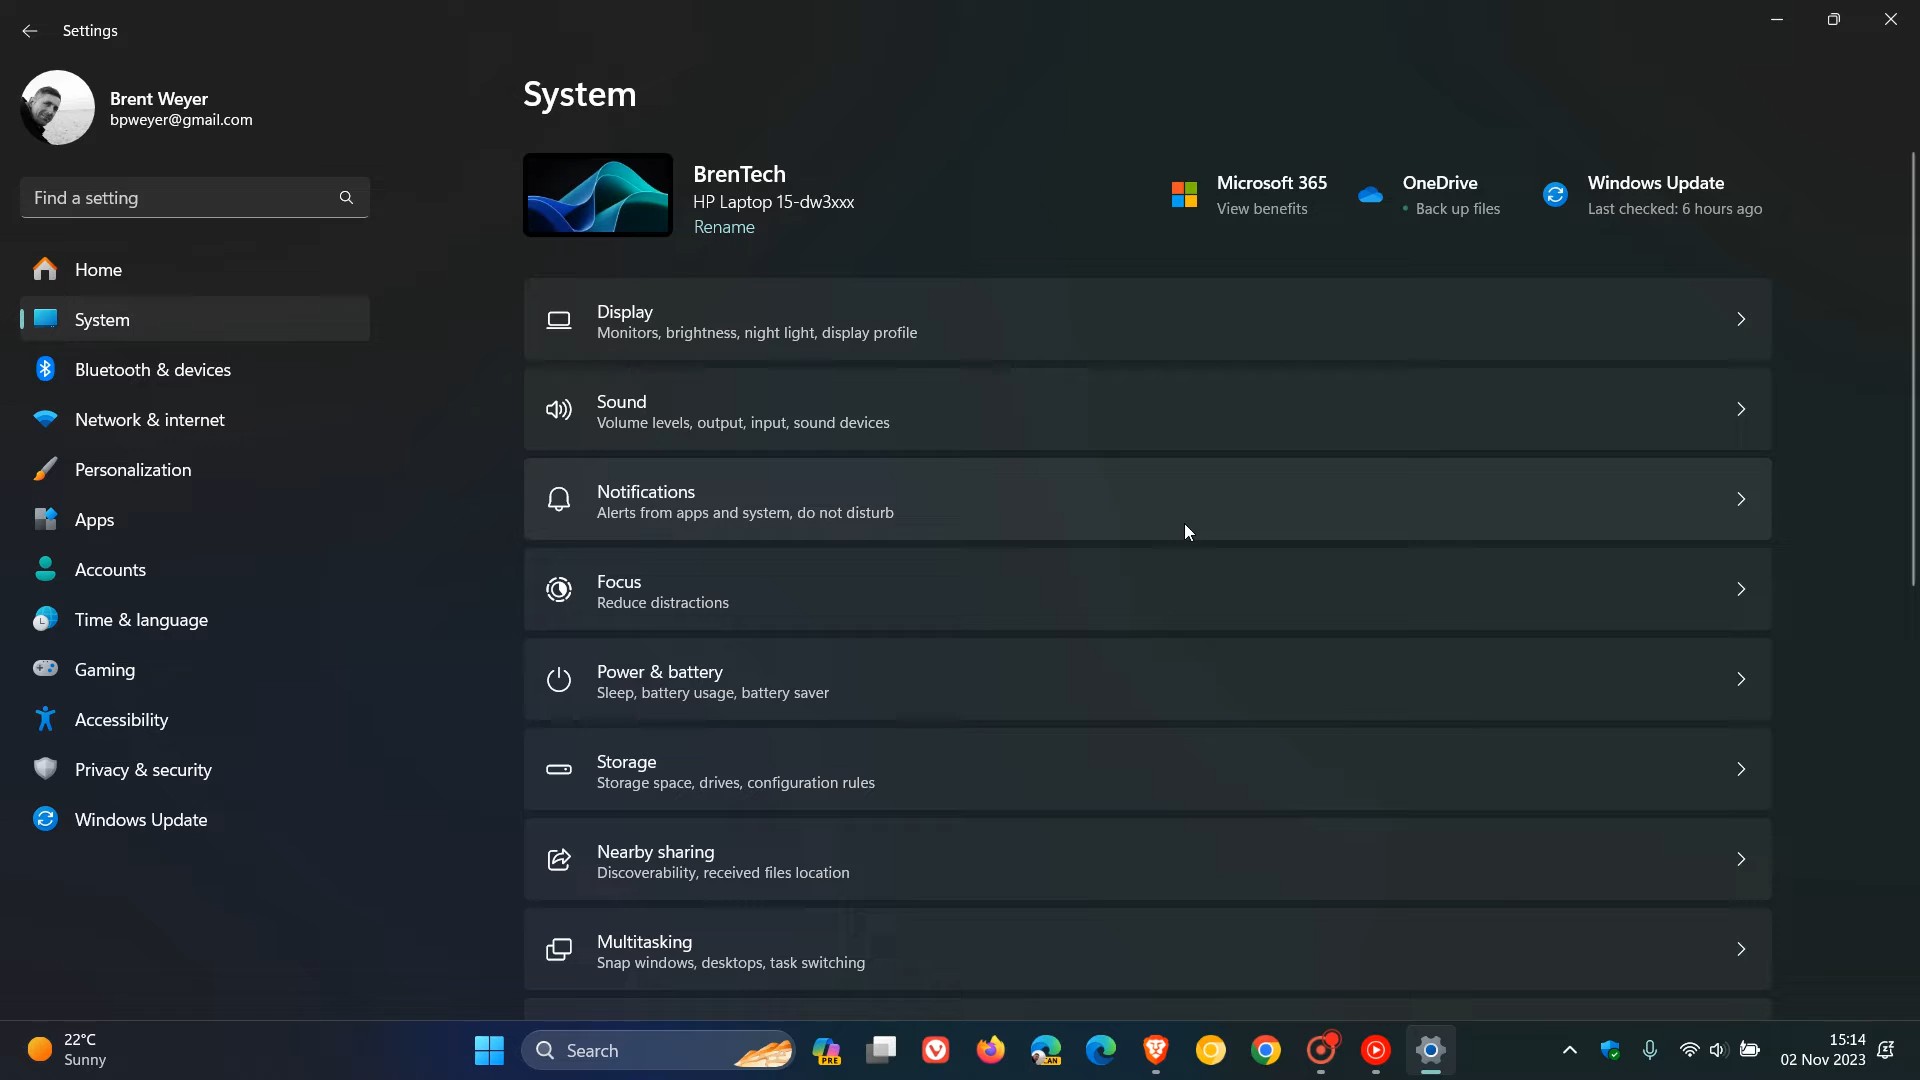 Settings
Brent Weyer
bpweyer@gmail.com
Find a setting
Home
System
Bluetooth & devices
Network & internet
Personalization
Apps
Accounts
Time & language
Gaming
Accessibility
Privacy & security
Windows Update
System
BrenTech
HP Laptop 15-dw3xxx
Rename
Microsoft 365
View benefits
OneDrive
• Back up files
Windows Update
Last checked: 6 hours ago
Display
Monitors, brightness, night light, display profile
Sound
Volume levels, output, input, sound devices
Notifications
Alerts from apps and system, do not disturb
Focus
Reduce distractions
Power & battery
Sleep, battery usage, battery saver
Storage
Storage space, drives, configuration rules
Nearby sharing
Discoverability, received files location
Multitasking
Snap windows, desktops, task switching
22°C
Sunny
Search
PRE
CAN
15:14
02 Nov 2023